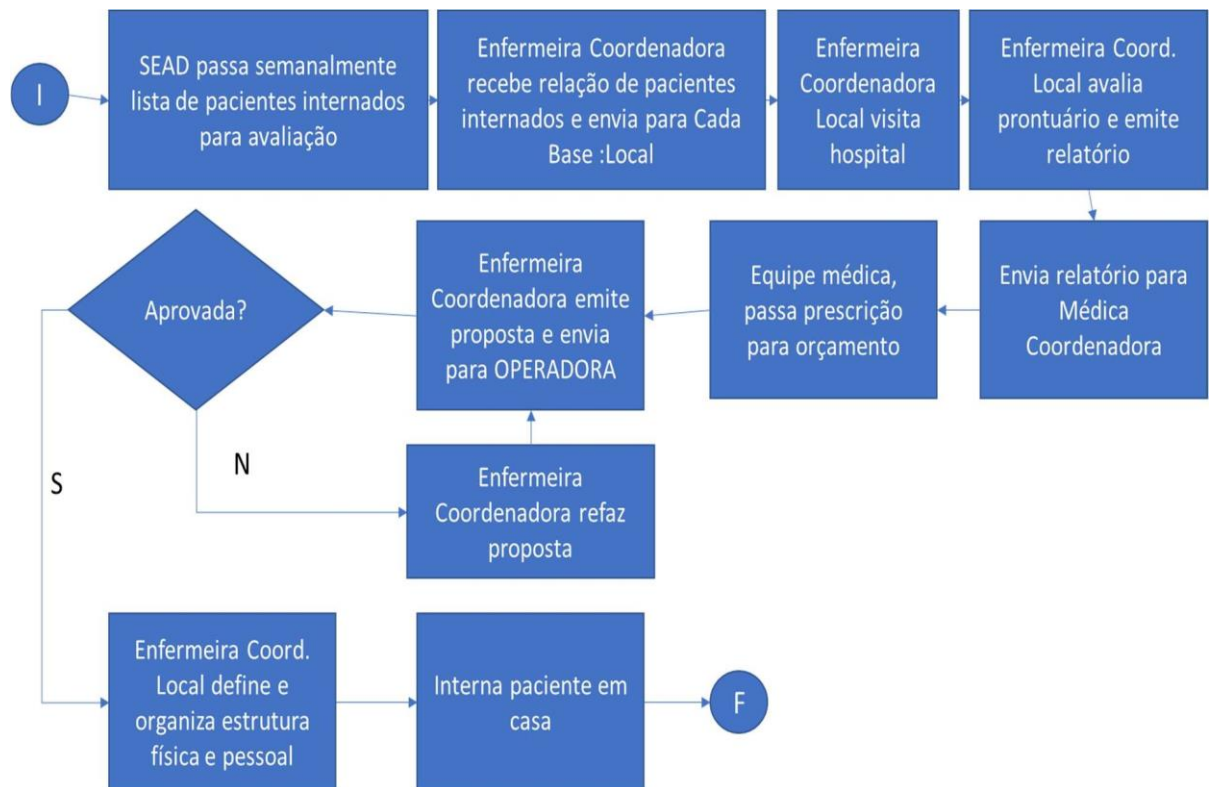 I
SEAD passa semanalmente
lista de pacientes internados
para avaliação
Enfermeira Coordenadora
recebe relação de pacientes
internados e envia para Cada
Base :Local
Enfermeira
Coordenadora
Local visita
hospital
Enfermeira Coord.
Local avalia
prontuário e emite
relatório
Envia relatório para
Médica
Coordenadora
Equipe médica,
passa prescrição
para orçamento
Enfermeira
Coordenadora emite
proposta e envia
para OPERADORA
Aprovada?
N
Enfermeira
Coordenadora refaz
proposta
S
Enfermeira Coord.
Local define e
organiza estrutura
física e pessoal
Interna paciente em
casa
F